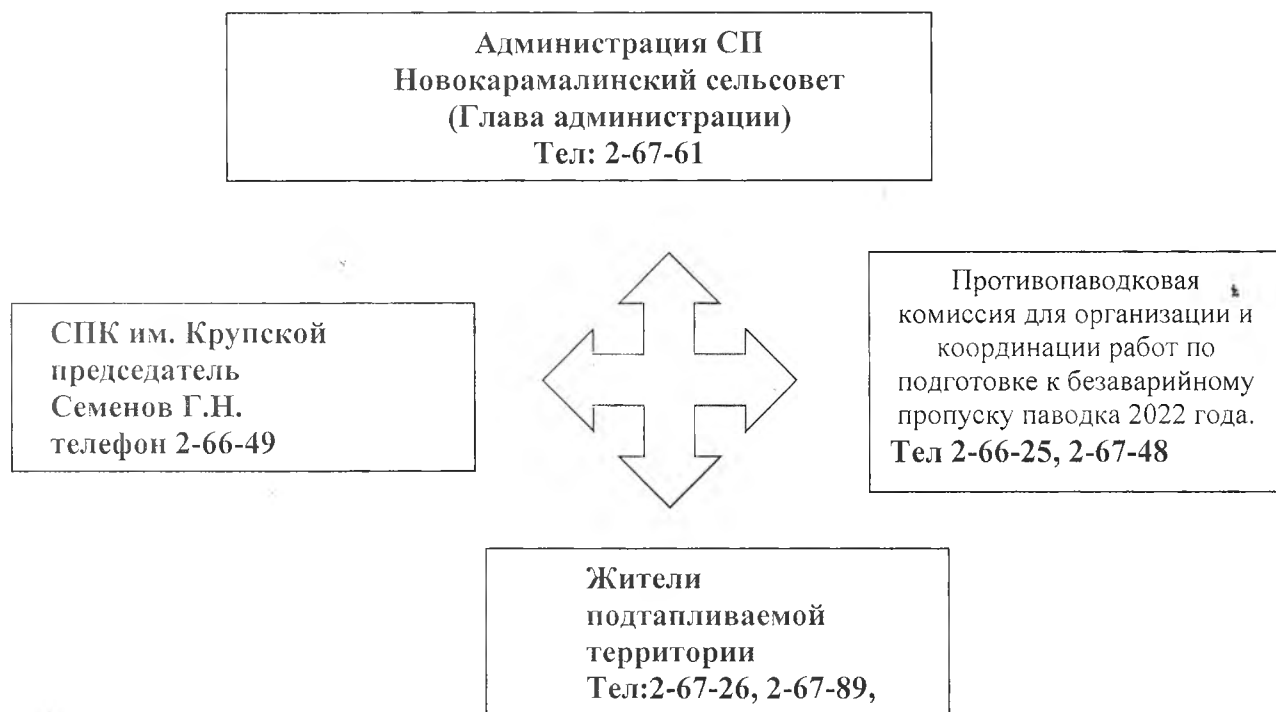 Администрация СП
Новокарамалинский сельсовет
(Глава администрации)
Тел: 2-67-61
СПК им. Крупской
председатель
Семенов Г.Н.
телефон 2-66-49
Противопаводковая
комиссия для организации и
координации работ по
подготовке к безаварийному
пропуску паводка 2022 года.
Тел 2-66-25, 2-67-48
Жители
подтапливаемой
территории
Тел:2-67-26, 2-67-89,